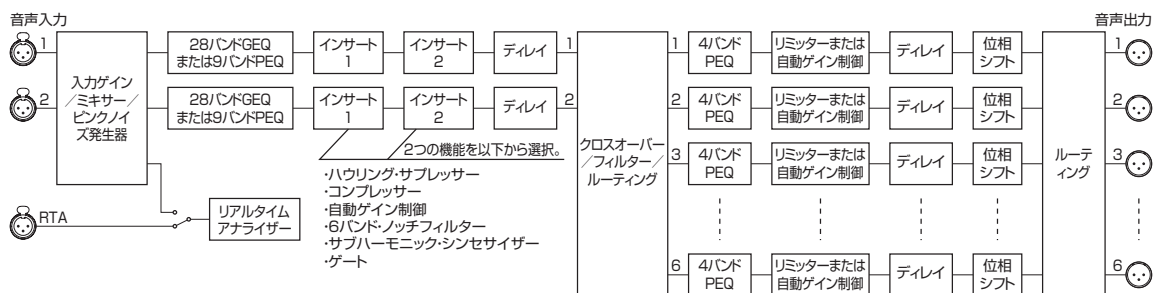 音声入力
音声出力
1
入力ゲイン
／ミキサー／
ピンクノイ
ズ発生器
28バンドGEQ
または9バンドPEQ
インサート
1
インサート
2
ディレイ
1
クロスオーバー
／フィルター／
ルーティング
1
4バンド
PEQ
リミッターまたは
自動ゲイン制御
ディレイ
位相
シフト
ルーテ
ィング
1
2
28バンドGEQ
または9バンドPEQ
インサート
1
インサート
2
ディレイ
2
2
4バンド
PEQ
リミッターまたは
自動ゲイン制御
ディレイ
位相
シフト
2
2つの機能を以下から選択。
・ハウリング・サプレッサー
・コンプレッサー
・自動ゲイン制御
・6バンド・ノッチフィルター
・サブハーモニック・シンセサイザー
・ゲート
3
4バンド
PEQ
リミッターまたは
自動ゲイン制御
ディレイ
位相
シフト
3
RTA
リアルタイム
アナライザー
6
4バンド
PEQ
リミッターまたは
自動ゲイン制御
ディレイ
位相
シフト
6